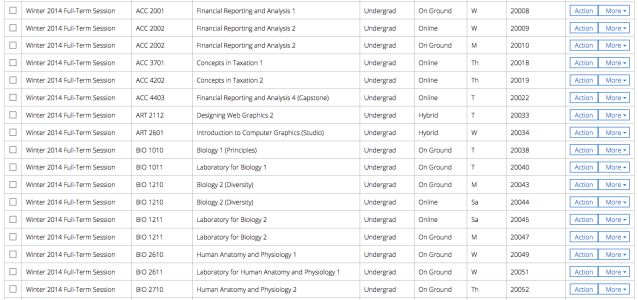 Winter 2014 Full-Term Session ACC 2001 Financial Reporting and Analysis 1 Undergrad On Ground W 20008 Action More
Winter 2014 Full-Term Session ACC 2002 Financial Reporting and Analysis 2 Undergrad Online W 20009 Action More
Winter 2014 Full-Term Session ACC 2002 Financial Reporting and Analysis 2 Undergrad On Ground M 20010 Action More
Winter 2014 Full-Term Session ACC 3701 Concepts in Taxation 1 Undergrad Online Th 20018 Action More
Winter 2014 Full-Term Session ACC 4202 Concepts in Taxation 2 Undergrad Online Th 20019 Action More
Winter 2014 Full-Term Session ACC 4403 Financial Reporting and Analysis 4 (Capstone) Undergrad Online T 20022 Action More
Winter 2014 Full-Term Session ART 2112 Designing Web Graphics 2 Undergrad Hybrid T 20033 Action More
Winter 2014 Full-Term Session ART 2601 Introduction to Computer Graphics (Studio) Undergrad Hybrid W 20034 Action More
Winter 2014 Full-Term Session BIO 1010 Biology 1 (Principles) Undergrad On Ground T 20038 Action More
Winter 2014 Full-Term Session BIO 1011 Laboratory for Biology 1 Undergrad On Ground T 20040 Action More
Winter 2014 Full-Term Session BIO 1210 Biology 2 (Diversity) Undergrad On Ground M 20043 Action More
Winter 2014 Full-Term Session BIO 1210 Biology 2 (Diversity) Undergrad Online Sa 20044 Action More
Winter 2014 Full-Term Session BIO 1211 Laboratory for Biology 2 Undergrad Online Sa 20045 Action More
Winter 2014 Full-Term Session BIO 1211 Laboratory for Biology 2 Undergrad On Ground M 20047 Action More
Winter 2014 Full-Term Session BIO 2610 Human Anatomy and Physiology 1 Undergrad On Ground W 20049 Action More
Winter 2014 Full-Term Session BIO 2611 Laboratory for Human Anatomy and Physiology 1 Undergrad On Ground W 20051 Action More
Winter 2014 Full-Term Session BIO 2710 Human Anatomy and Physiology 2 Undergrad On Ground Th 20052 Action More